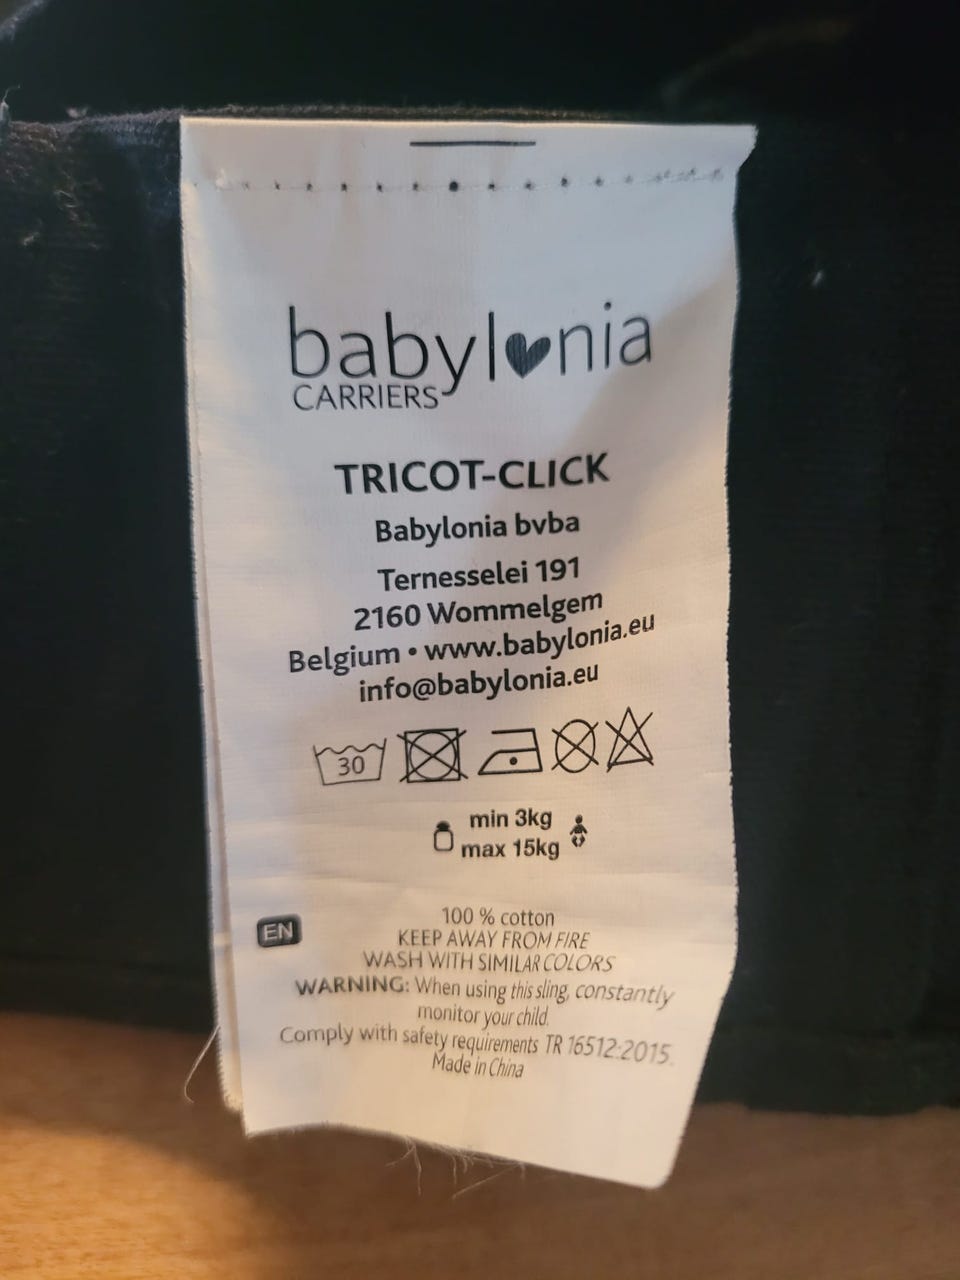 babylonia
CARRIERS
TRICOT-CLICK
Babylonia bvba
Ternesselei 191
2160 Wommelgem
Belgium • www.babylonia.eu
info@babylonia.eu
30
min 3kg
max 15kg
EN
100 % cotton
KEEP AWAY FROM FIRE
WASH WITH SIMILAR COLORS
WARNING: When using this sling, constantly
monitor your child.
Comply with safety requirements TR 16512:2015.
Made in China